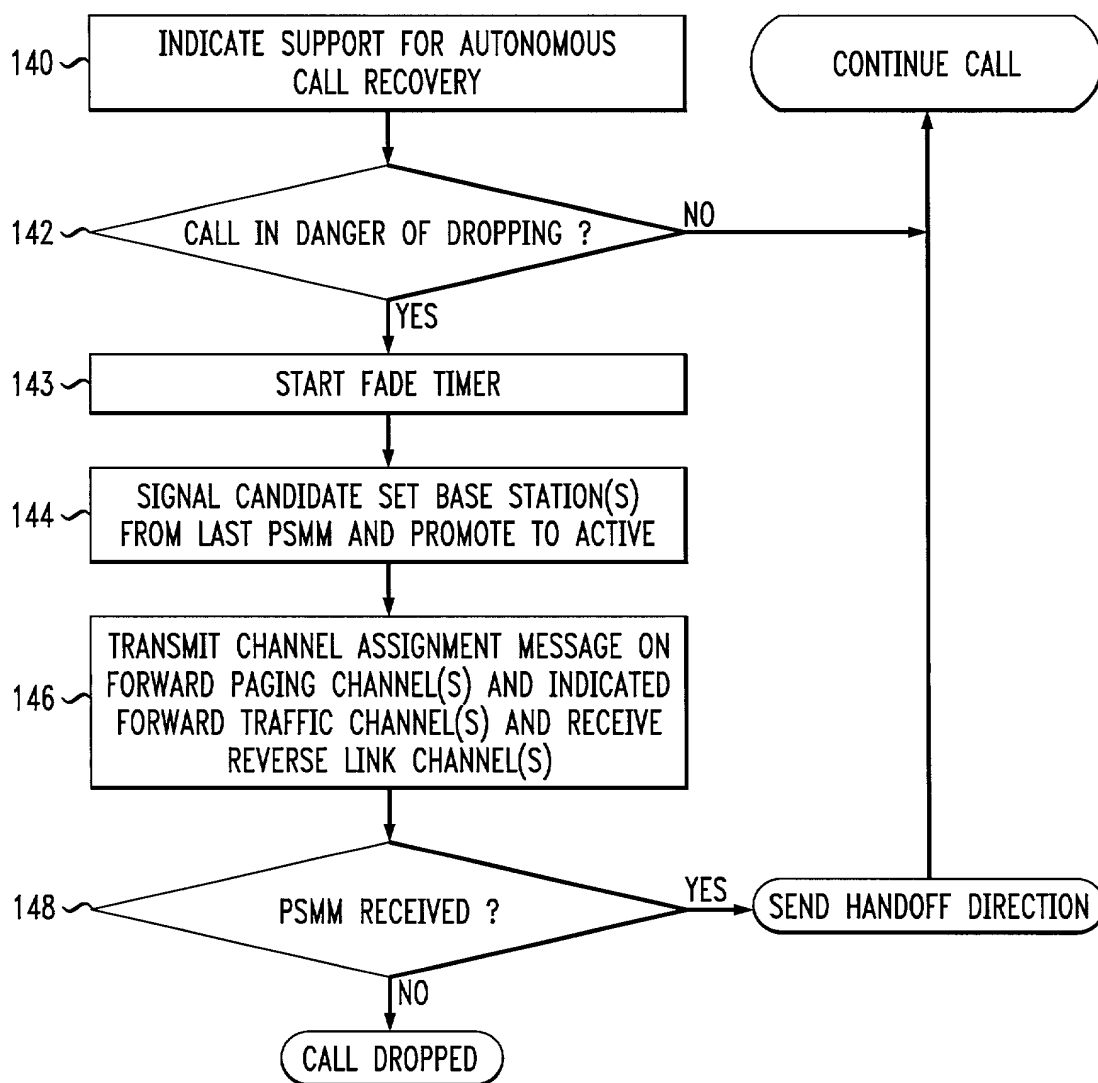 140
INDICATE SUPPORT FOR AUTONOMOUS
CALL RECOVERY
CONTINUE CALL
142
CALL IN DANGER OF DROPPING ?
NO
YES
143
START FADE TIMER
144
SIGNAL CANDIDATE SET BASE STATION(S)
FROM LAST PSMM AND PROMOTE TO ACTIVE
146
TRANSMIT CHANNEL ASSIGNMENT MESSAGE ON
FORWARD PAGING CHANNEL(S) AND INDICATED
FORWARD TRAFFIC CHANNEL(S) AND RECEIVE
REVERSE LINK CHANNEL(S)
148
PSMM RECEIVED ?
YES
SEND HANDOFF DIRECTION
NO
CALL DROPPED